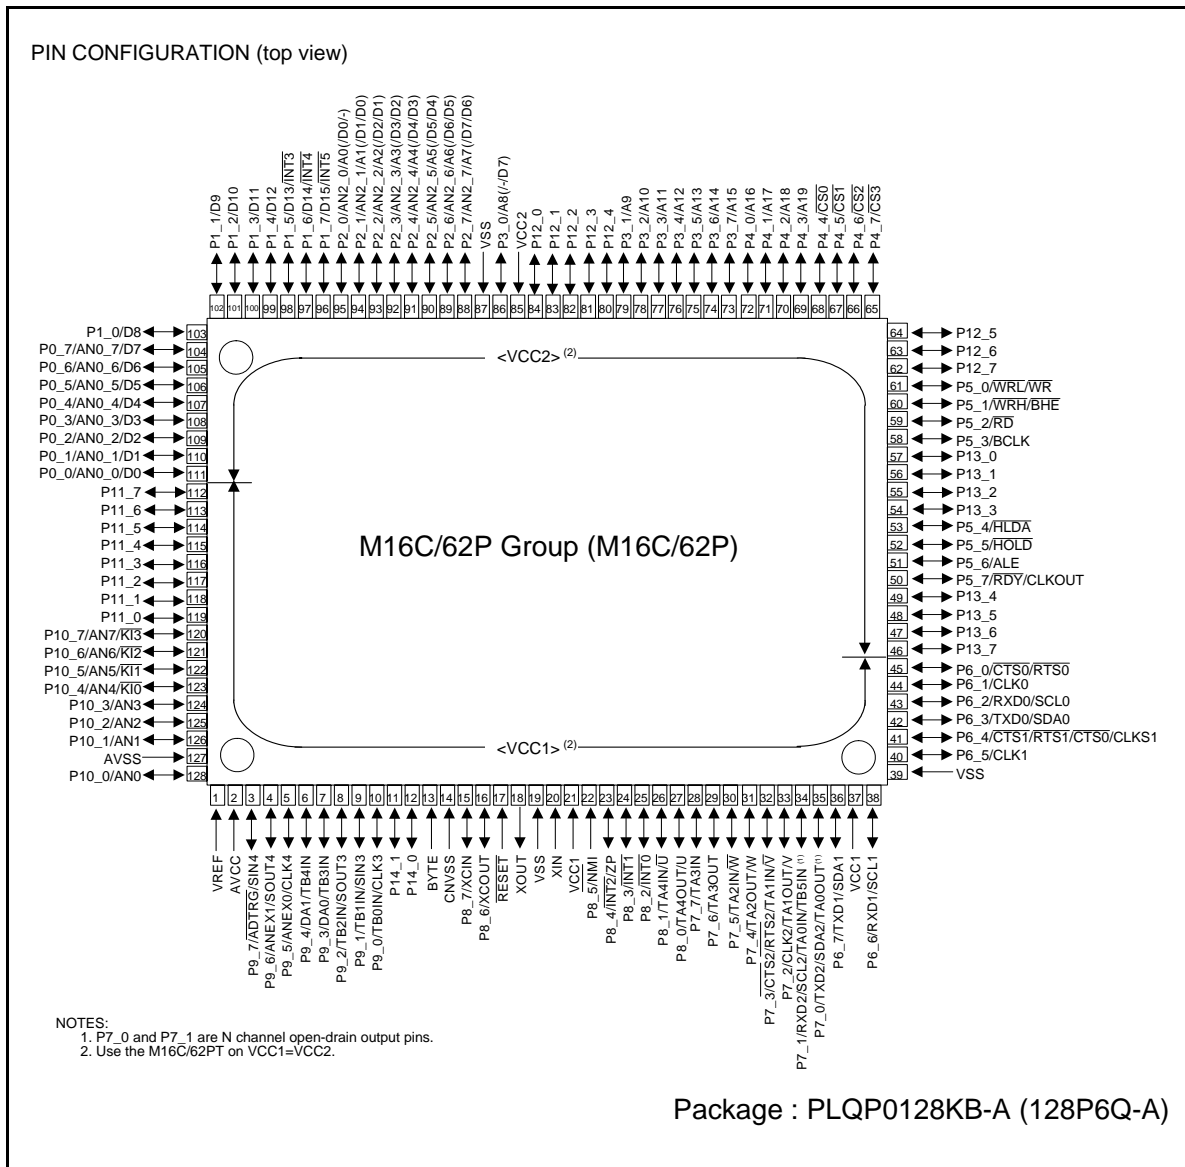 PIN CONFIGURATION (top view)
P1_1/D9
P1_2/D10
P1_3/D11
P1_4/D12
P1_5/D13/INT3
P1_6/D14/INT4
P1_7/D15/INT5
P2_0/AN2_0/A0(/D0/-)
P2_1/AN2_1/A1(/D1/D0)
P2_2/AN2_2/A2(/D2/D1)
P2_3/AN2_3/A3(/D3/D2)
P2_4/AN2_4/A4(/D4/D3)
P2_5/AN2_5/A5(/D5/D4)
P2_6/AN2_6/A6(/D6/D5)
P2_7/AN2_7/A7(/D7/D6)
VSS
P3_0/A8(/-/D7)
VCC2
P12_0
P12_1
P12_2
P12_3
P12_4
P3_1/A9
P3_2/A10
P3_3/A11
P3_4/A12
P3_5/A13
P3_6/A14
P3_7/A15
P4_0/A16
P4_1/A17
P4_2/A18
P4_3/A19
P4_4/CS0
P4_5/CS1
P4_6/CS2
P4_7/CS3
102 101 100 99 98 97 96 95 94 93 92 91 90 89 88 87 86 85 84 83 82 81 80 79 78 77 76 75 74 73 72 71 70 69 68 67 66 65
P1_0/D8 103
P0_7/AN0_7/D7 104
P0_6/AN0_6/D6 105
P0_5/AN0_5/D5 106
P0_4/AN0_4/D4 107
P0_3/AN0_3/D3 108
P0_2/AN0_2/D2 109
P0_1/AN0_1/D1 110
P0_0/AN0_0/D0 111
P11_7 112
P11_6 113
P11_5 114
P11_4 115
P11_3 116
P11_2 117
P11_1 118
P11_0 119
P10_7/AN7/KI3 120
P10_6/AN6/KI2 121
P10_5/AN5/KI1 122
P10_4/AN4/KI0 123
P10_3/AN3 124
P10_2/AN2 125
P10_1/AN1 126
AVSS 127
P10_0/AN0 128
<VCC2> (2)
M16C/62P Group (M16C/62P)
<VCC1> (2)
64 P12_5
63 P12_6
62 P12_7
61 P5_0/WRL/WR
60 P5_1/WRH/BHE
59 P5_2/RD
58 P5_3/BCLK
57 P13_0
56 P13_1
55 P13_2
54 P13_3
53 P5_4/HLDA
52 P5_5/HOLD
51 P5_6/ALE
50 P5_7/RDY/CLKOUT
49 P13_4
48 P13_5
47 P13_6
46 P13_7
45 P6_0/CTS0/RTS0
44 P6_1/CLK0
43 P6_2/RXD0/SCL0
42 P6_3/TXD0/SDA0
41 P6_4/CTS1/RTS1/CTS0/CLKS1
40 P6_5/CLK1
39 VSS
1 2 3 4 5 6 7 8 9 10 11 12 13 14 15 16 17 18 19 20 21 22 23 24 25 26 27 28 29 30 31 32 33 34 35 36 37 38
VREF
AVCC
P9_7/ADTRG/SIN4
P9_6/ANEX1/SOUT4
P9_5/ANEX0/CLK4
P9_4/DA1/TB4IN
P9_3/DA0/TB3IN
P9_2/TB2IN/SOUT3
P9_1/TB1IN/SIN3
P9_0/TB0IN/CLK3
P14_1
P14_0
BYTE
CNVSS
P8_7/XCIN
P8_6/XCOUT
RESET
XOUT
VSS
XIN
VCC1
P8_5/NMI
P8_4/INT2/ZP
P8_3/INT1
P8_2/INT0
P8_1/TA4IN/U
P8_0/TA4OUT/U
P7_7/TA3IN
P7_6/TA3OUT
P7_5/TA2IN/W
P7_4/TA2OUT/W
P7_3/CTS2/RTS2/TA1IN/V
P7_2/CLK2/TA1OUT/V
P7_1/RXD2/SCL2/TA0IN/TB5IN (1)
P7_0/TXD2/SDA2/TA0OUT (1)
P6_7/TXD1/SDA1
VCC1
P6_6/RXD1/SCL1
NOTES:
1. P7_0 and P7_1 are N channel open-drain output pins.
2. Use the M16C/62PT on VCC1=VCC2.
Package : PLQP0128KB-A (128P6Q-A)